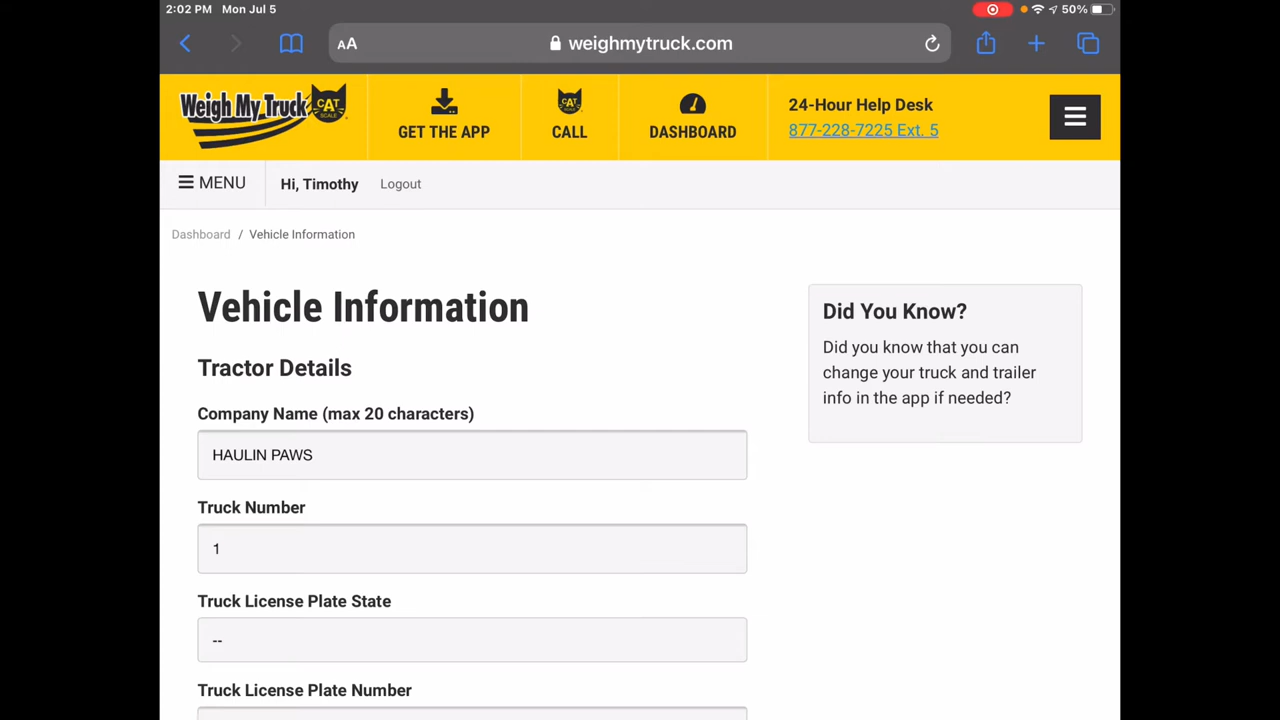 2:02 PM Mon Jul 5
50%
AA
weighmytruck.com
Weigh My Truck
CAT
SCALE
GET THE APP
CAT
SCALE
CALL
DASHBOARD
24-Hour Help Desk
877-228-7225 Ext. 5
MENU
Hi, Timothy
Logout
Dashboard / Vehicle Information
Vehicle Information
Tractor Details
Company Name (max 20 characters)
HAULIN PAWS
Truck Number
1
Truck License Plate State
--
Truck License Plate Number
Did You Know?
Did you know that you can
change your truck and trailer
info in the app if needed?